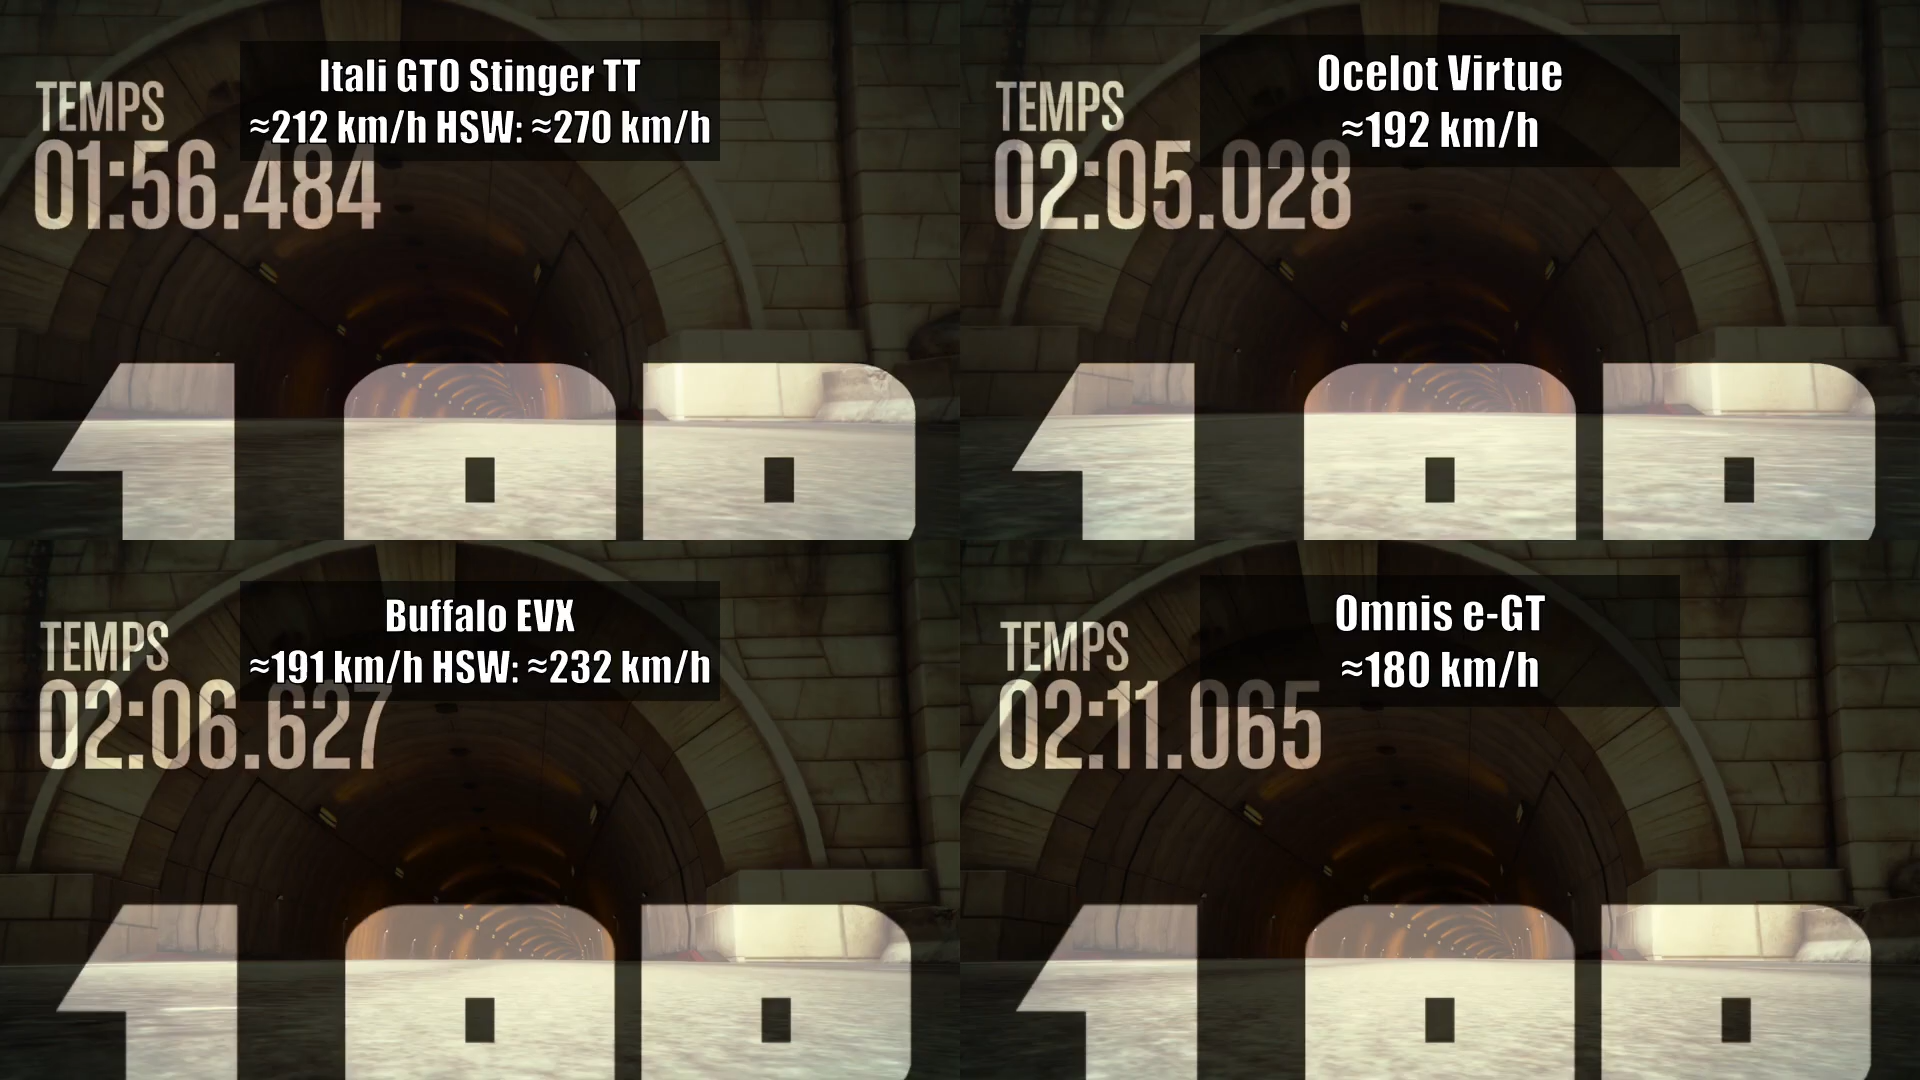 Itali GTO Stinger TT
≈212 km/h HSW: ≈270 km/h
TEMPS
01:56.484
100
Ocelot Virtue
≈192 km/h
TEMPS
02:05.028
100
Buffalo EVX
≈191 km/h HSW: ≈232 km/h
TEMPS
02:06.627
100
Omnis e-GT
≈180 km/h
TEMPS
02:11.065
100